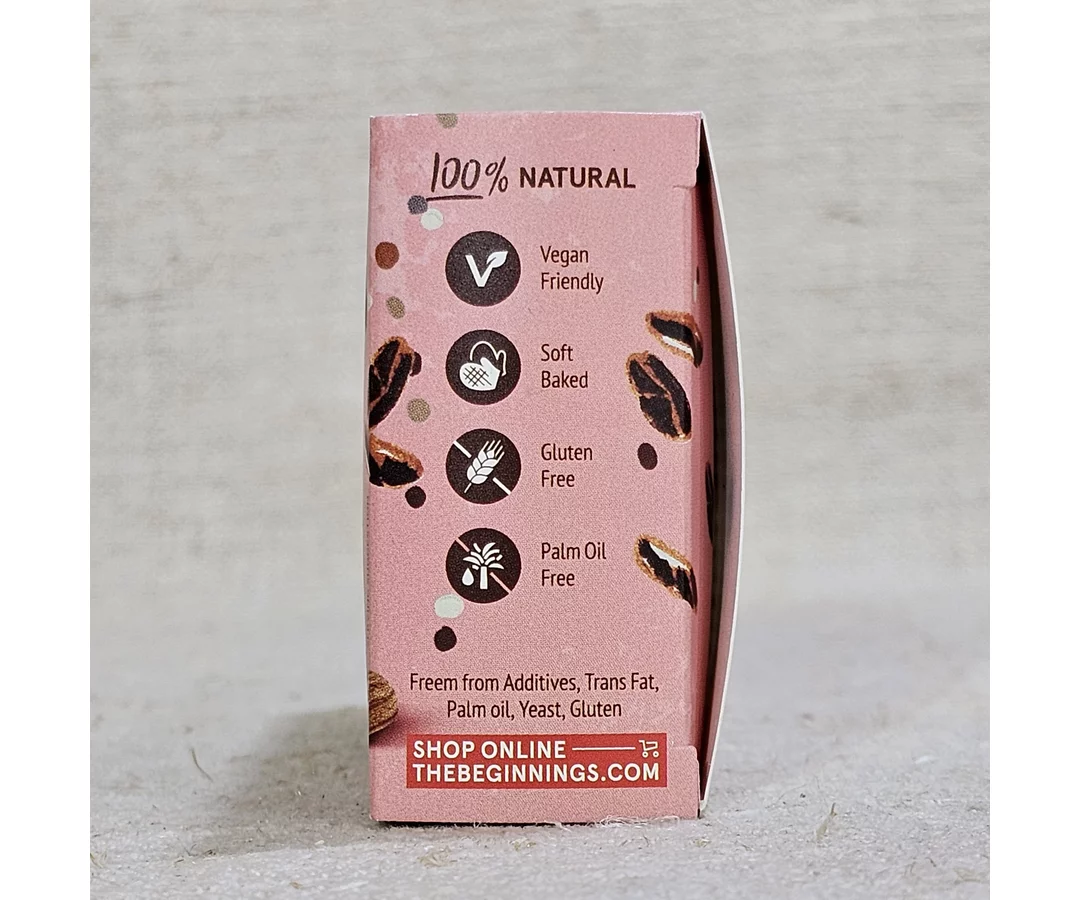 100% NATURAL
Vegan
Friendly
Soft
Baked
Gluten
Free
Palm Oil
Free
Freem from Additives, Trans Fat,
Palm oil, Yeast, Gluten
SHOP ONLINE
THEBEGINNINGS.COM